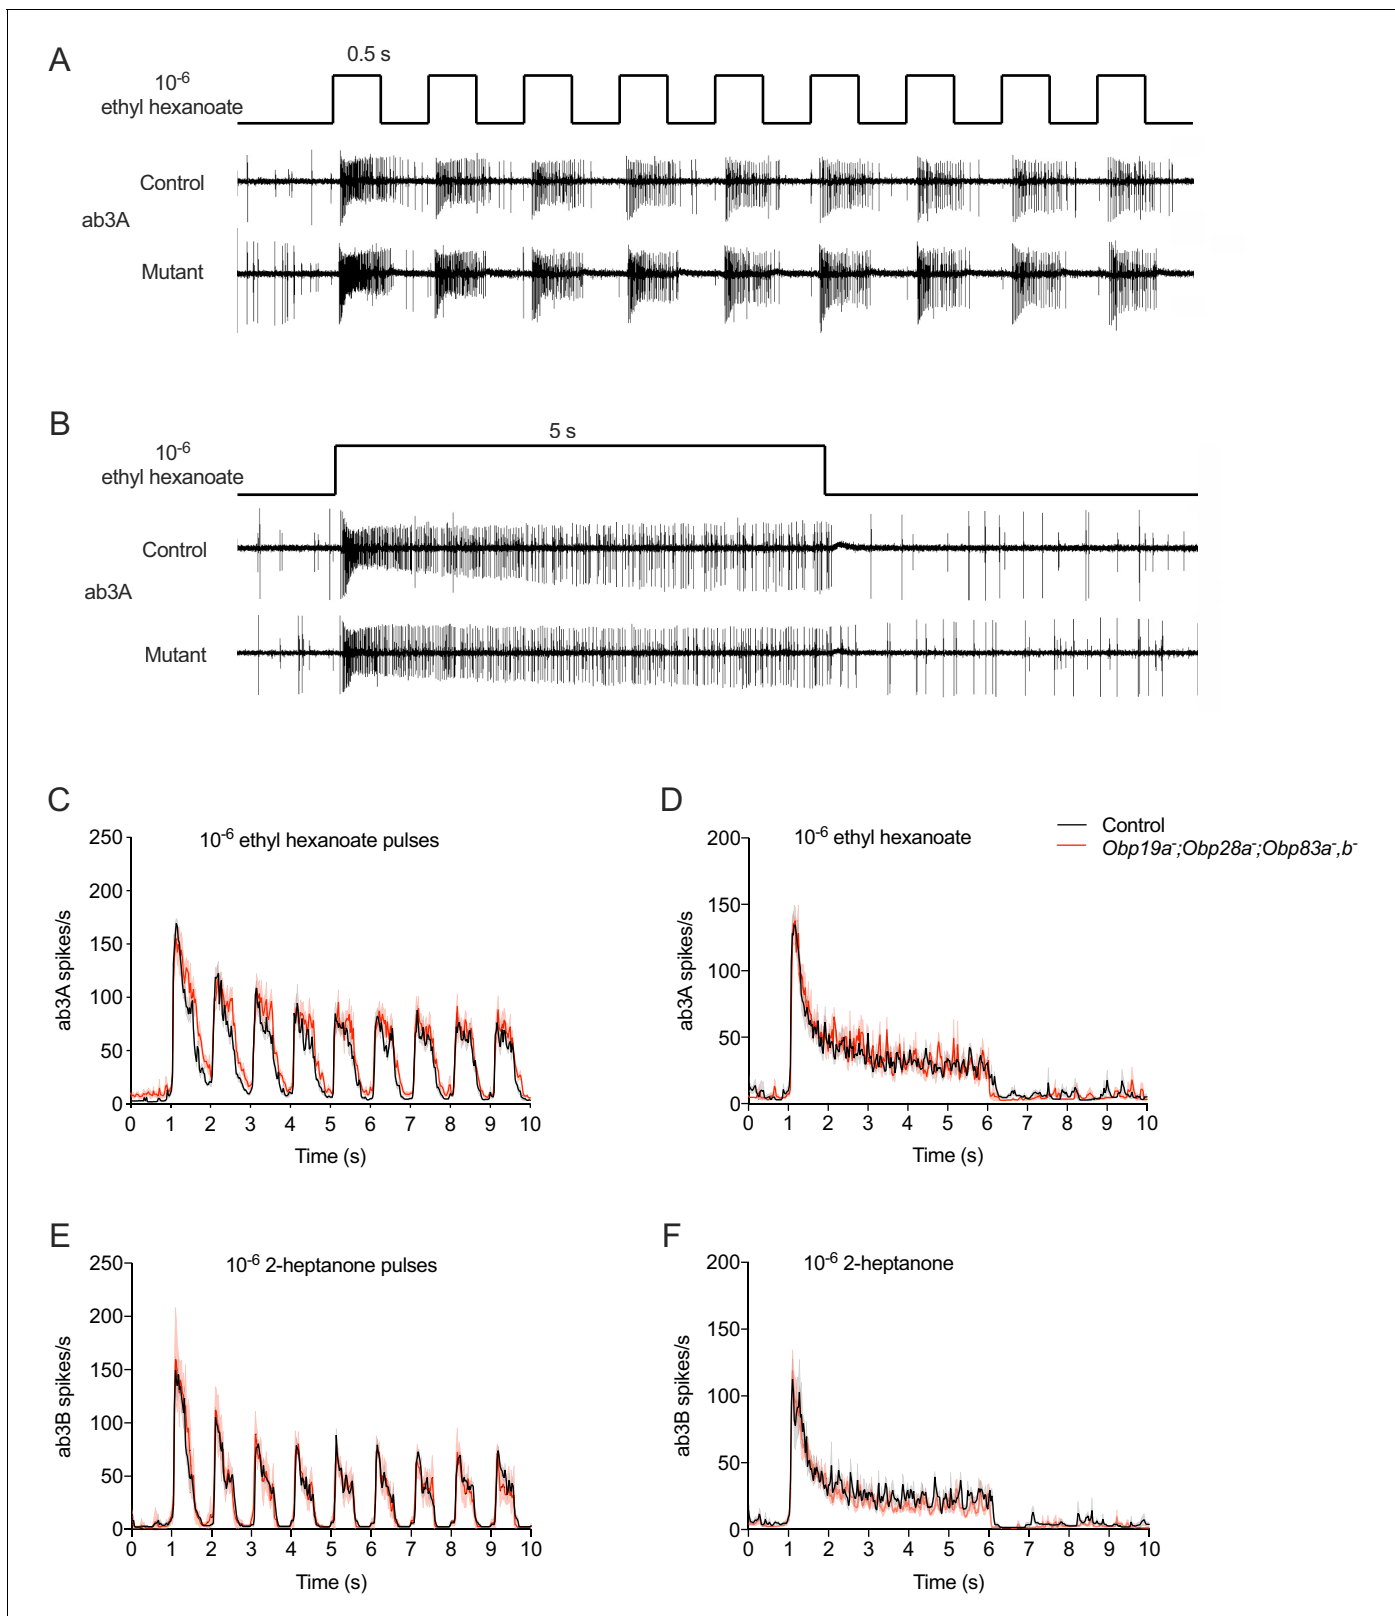 A
0.5 s
10⁻⁶
ethyl hexanoate
Control
ab3A
Mutant
B
5 s
10⁻⁶
ethyl hexanoate
Control
ab3A
Mutant
C
10⁻⁶ ethyl hexanoate pulses
250
200
150
100
50
0
ab3A spikes/s
0 1 2 3 4 5 6 7 8 9 10
Time (s)
D
10⁻⁶ ethyl hexanoate
Control
Obp19a⁻;Obp28a⁻;Obp83a⁻,b⁻
200
150
100
50
0
ab3A spikes/s
0 1 2 3 4 5 6 7 8 9 10
Time (s)
E
10⁻⁶ 2-heptanone pulses
250
200
150
100
50
0
ab3B spikes/s
0 1 2 3 4 5 6 7 8 9 10
Time (s)
F
10⁻⁶ 2-heptanone
200
150
100
50
0
ab3B spikes/s
0 1 2 3 4 5 6 7 8 9 10
Time (s)